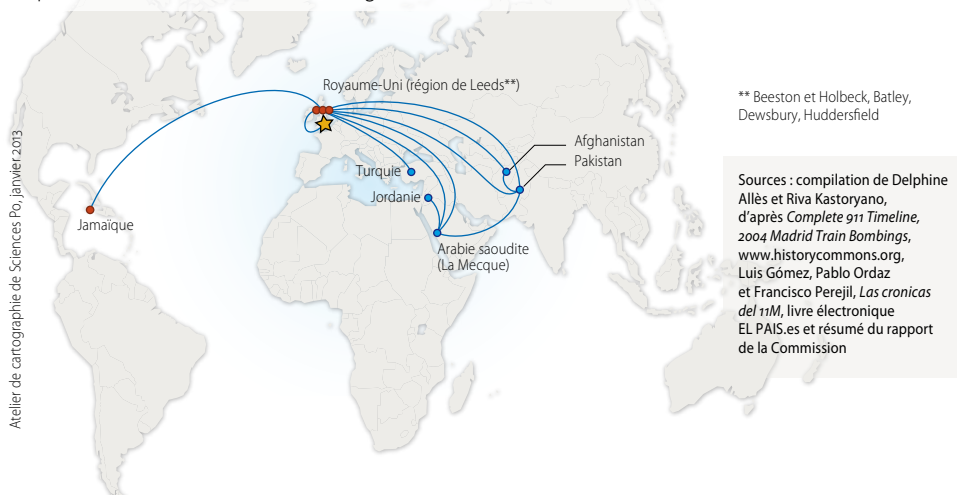 Royaume-Uni (région de Leeds**)
** Beeston et Holbeck, Batley,
Dewsbury, Huddersfield
Afghanistan
Pakistan
Turquie
Jordanie
Jamaïque
Arabie saoudite
(La Mecque)
Sources : compilation de Delphine
Allès et Riva Kastoryano,
d'après Complete 911 Timeline,
2004 Madrid Train Bombings,
www.historycommons.org,
Luis Gómez, Pablo Ordaz
et Francisco Perejil, Las cronicas
del 11M, livre électronique
EL PAIS.es et résumé du rapport
de la Commission
Atelier de cartographie de Sciences Po, janvier 2013